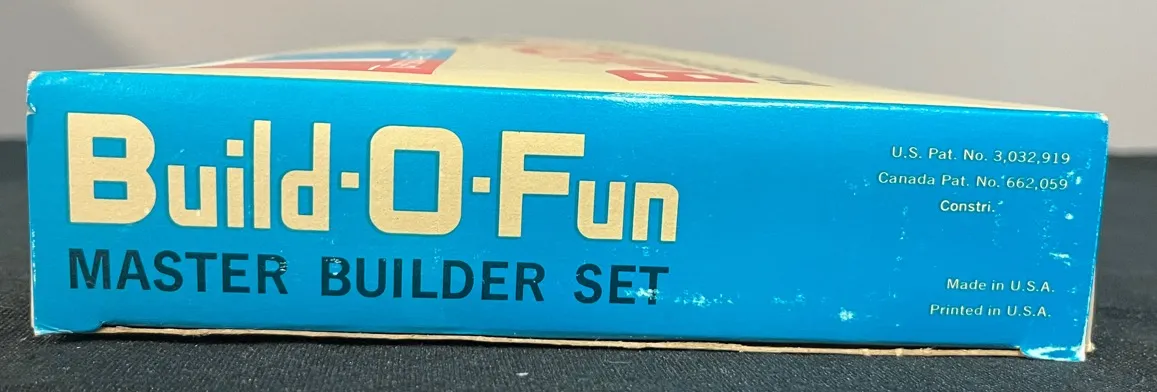 Build·O·Fun
MASTER BUILDER SET
U.S. Pat. No. 3,032,919
Canada Pat. No. 662,059
Constri.
Made in U.S.A.
Printed in U.S.A.